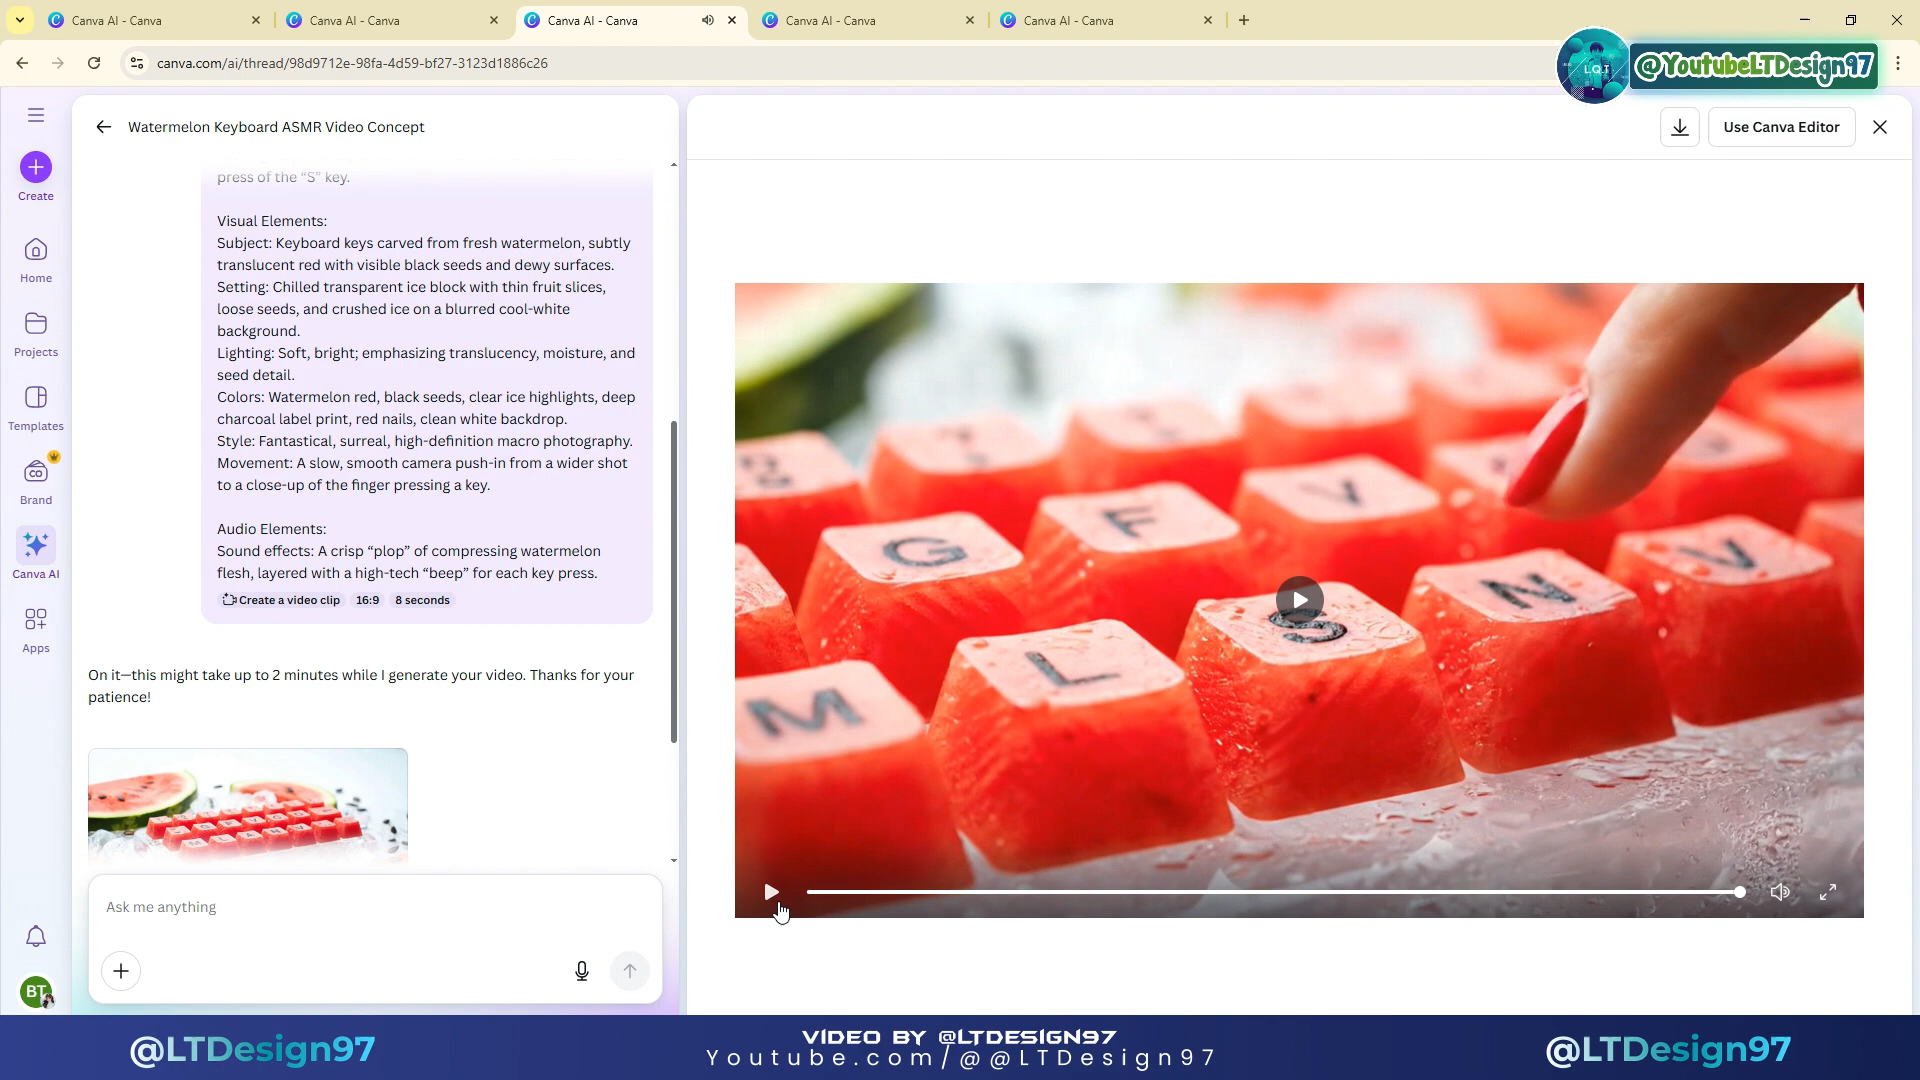 Canva AI - Canva
Canva AI - Canva
Canva AI - Canva
Canva AI - Canva
Canva AI - Canva
canva.com/ai/thread/98d9712e-98fa-4d59-bf27-3123d1886c26
L.Q.T
@YoutubeLTDesign97
Create
Home
Projects
Templates
Brand
Canva AI
Apps
BT
Watermelon Keyboard ASMR Video Concept
press of the “S” key.
Visual Elements:
Subject: Keyboard keys carved from fresh watermelon, subtly
translucent red with visible black seeds and dewy surfaces.
Setting: Chilled transparent ice block with thin fruit slices,
loose seeds, and crushed ice on a blurred cool-white
background.
Lighting: Soft, bright; emphasizing translucency, moisture, and
seed detail.
Colors: Watermelon red, black seeds, clear ice highlights, deep
charcoal label print, red nails, clean white backdrop.
Style: Fantastical, surreal, high-definition macro photography.
Movement: A slow, smooth camera push-in from a wider shot
to a close-up of the finger pressing a key.
Audio Elements:
Sound effects: A crisp “plop” of compressing watermelon
flesh, layered with a high-tech “beep” for each key press.
Create a video clip 16:9 8 seconds
On it—this might take up to 2 minutes while I generate your video. Thanks for your
patience!
Ask me anything
Use Canva Editor
G F Y
M L S N V
@LTDesign97
VIDEO BY @LTDESIGN97
Youtube.com/@@LTDesign97
@LTDesign97